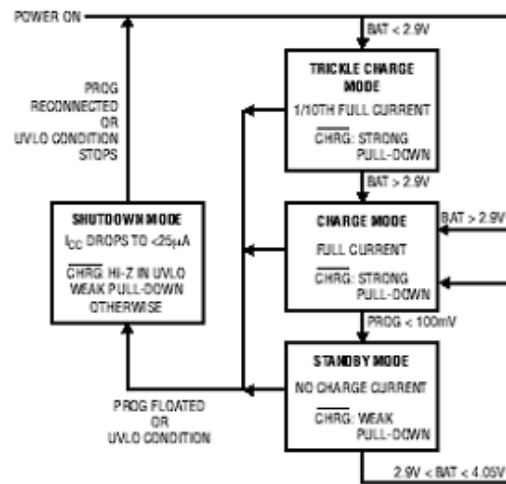 POWER ON
BAT < 2.9V
TRICKLE CHARGE
MODE
1/10TH FULL CURRENT
CHRG: STRONG
PULL-DOWN
BAT > 2.9V
CHARGE MODE
FULL CURRENT
CHRG: STRONG
PULL-DOWN
BAT > 2.9V
PROG < 100mV
STANDBY MODE
NO CHARGE CURRENT
CHRG: WEAK
PULL-DOWN
2.9V < BAT < 4.05V
PROG
RECONNECTED
OR
UVLO CONDITION
STOPS
SHUTDOWN MODE
ICC DROPS TO <25µA
CHRG: HI-Z IN UVLO
WEAK PULL-DOWN
OTHERWISE
PROG FLOATED
OR
UVLO CONDITION